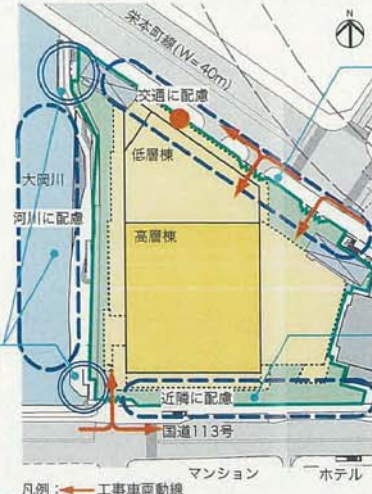 N
栄本町線(W=40m)
交通に配慮
低層棟
大岡川
河川に配慮
高層棟
近隣に配慮
国道113号
マンション
ホテル
凡例：
工事車両動線